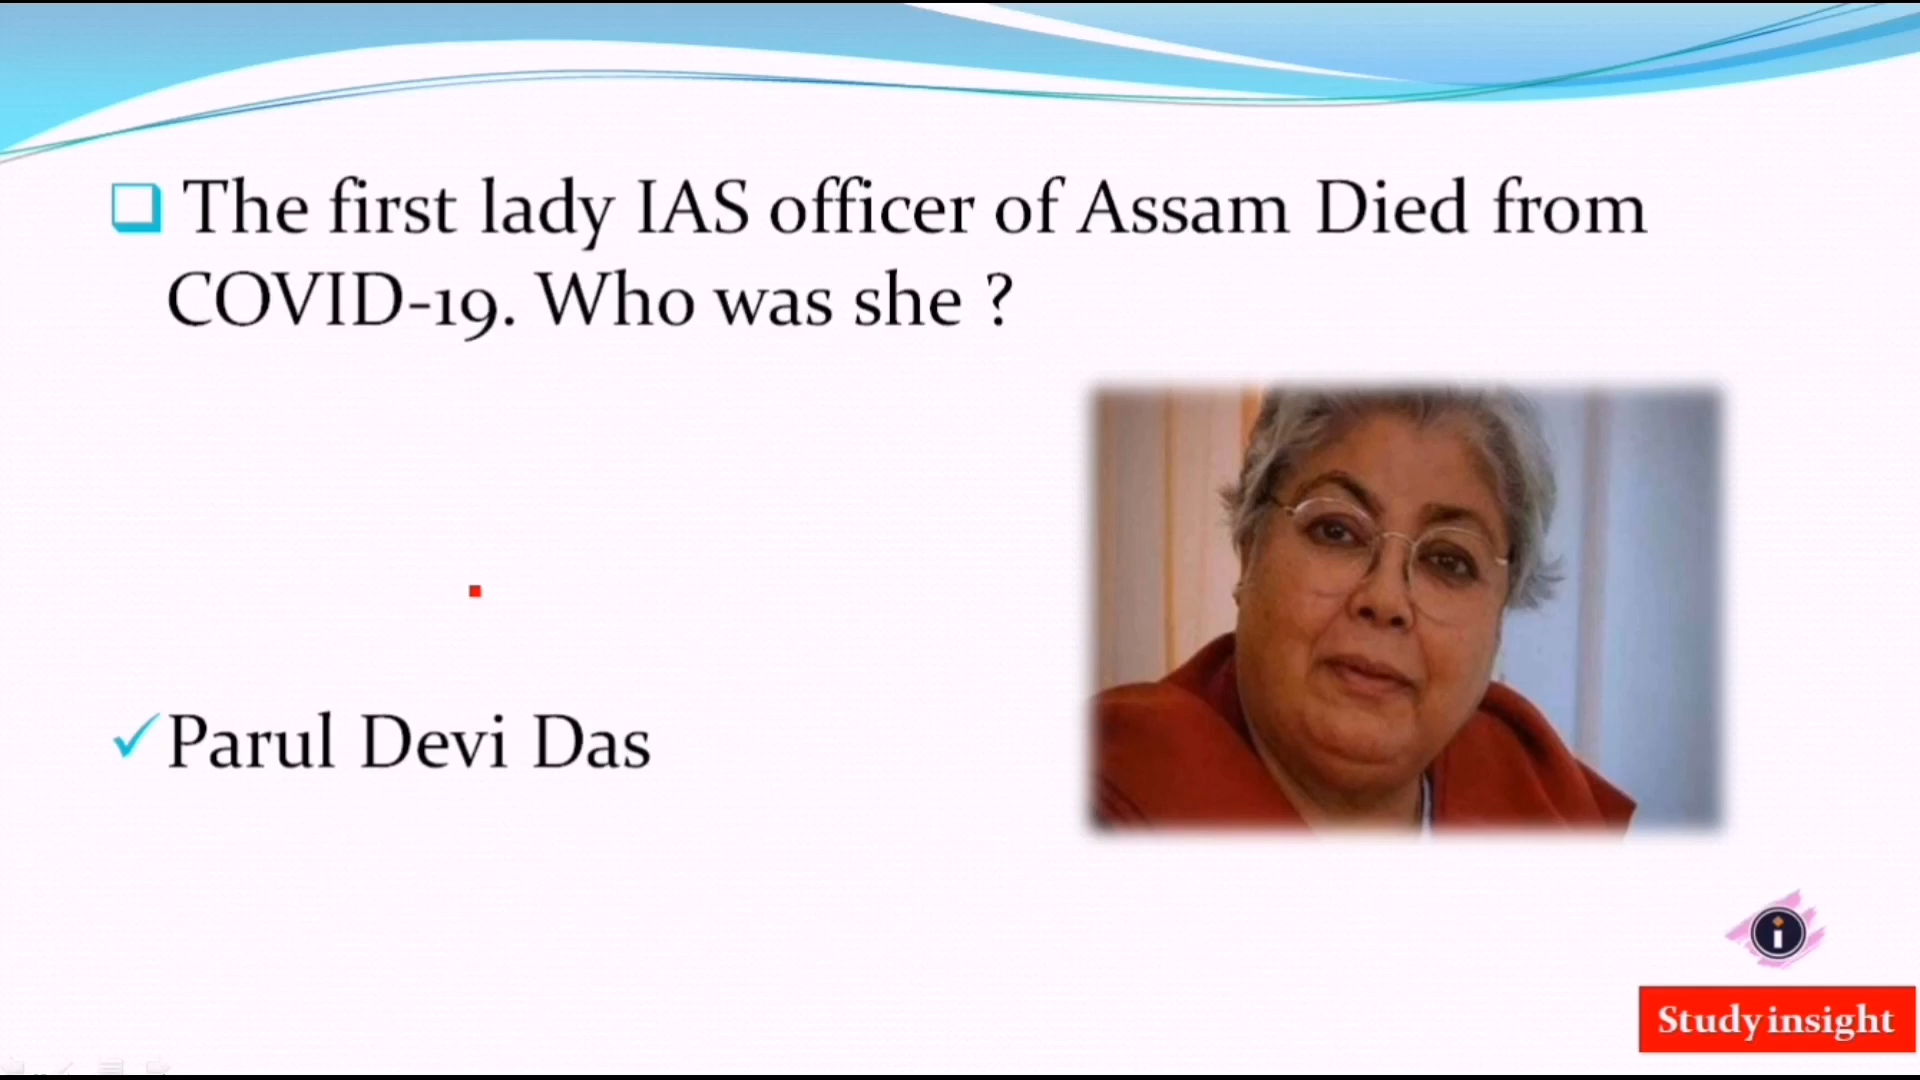 The first lady IAS officer of Assam Died from
COVID-19. Who was she ?
Parul Devi Das
i
Study insight